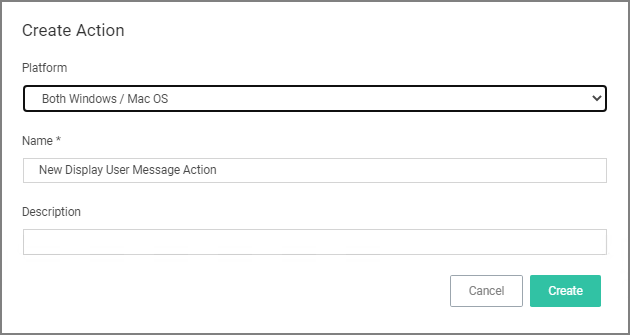 Create Action
Platform
Both Windows / Mac OS
Name *
New Display User Message Action
Description
Cancel
Create